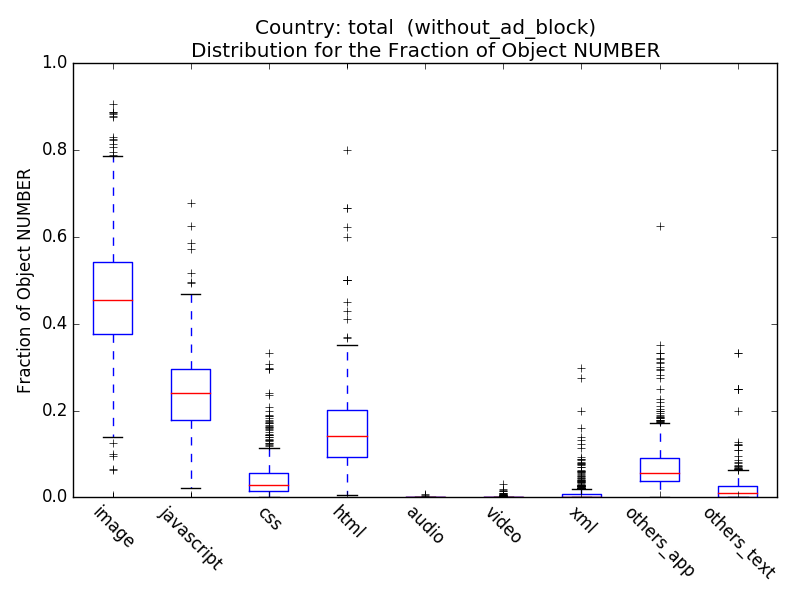 Country: total  (without_ad_block)
Distribution for the Fraction of Object NUMBER
Fraction of Object NUMBER
1.0
0.8
0.6
0.4
0.2
0.0
image
javascript
css
html
audio
video
xml
others_app
others_text